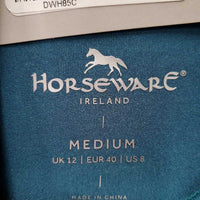 DWH85C
HORSEWARE®
IRELAND
MEDIUM
UK 12 | EUR 40 | US 8
MADE IN CHINA